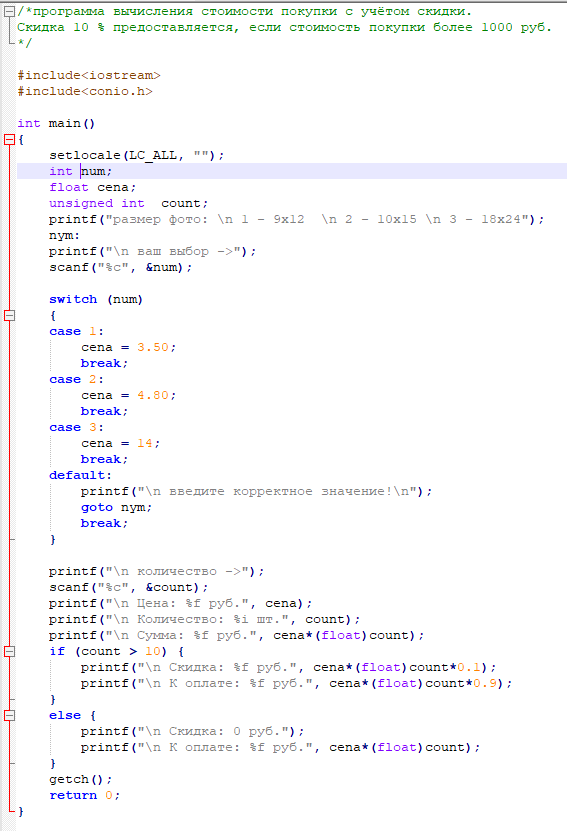 /*программа вычисления стоимости покупки с учётом скидки.
Скидка 10 % предоставляется, если стоимость покупки более 1000 руб.
*/
#include<iostream>
#include<conio.h>
int main()
{
    setlocale(LC_ALL, "");
    int num;
    float cena;
    unsigned int  count;
    printf("размер фото: \n 1 - 9x12  \n 2 - 10x15 \n 3 - 18x24");
    nym:
    printf("\n ваш выбор ->");
    scanf("%c", &num);
    switch (num)
    {
    case 1:
        cena = 3.50;
        break;
    case 2:
        cena = 4.80;
        break;
    case 3:
        cena = 14;
        break;
    default:
        printf("\n введите корректное значение!\n");
        goto nym;
        break;
    }
    printf("\n количество ->");
    scanf("%c", &count);
    printf("\n Цена: %f руб.", cena);
    printf("\n Количество: %i шт.", count);
    printf("\n Сумма: %f руб.", cena*(float)count);
    if (count > 10) {
        printf("\n Скидка: %f руб.", cena*(float)count*0.1);
        printf("\n К оплате: %f руб.", cena*(float)count*0.9);
    }
    else {
        printf("\n Скидка: 0 руб.");
        printf("\n К оплате: %f руб.", cena*(float)count);
    }
    getch();
    return 0;
}